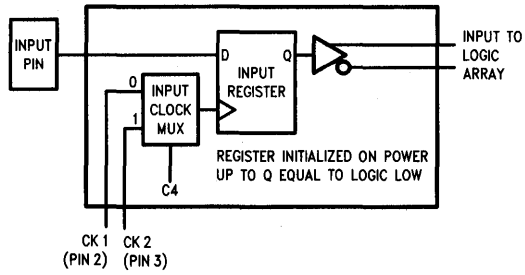 INPUT
PIN
D
Q
INPUT
REGISTER
INPUT TO
LOGIC
ARRAY
0
1
INPUT
CLOCK
MUX
C4
REGISTER INITIALIZED ON POWER
UP TO Q EQUAL TO LOGIC LOW
CK 1
(PIN 2)
CK 2
(PIN 3)